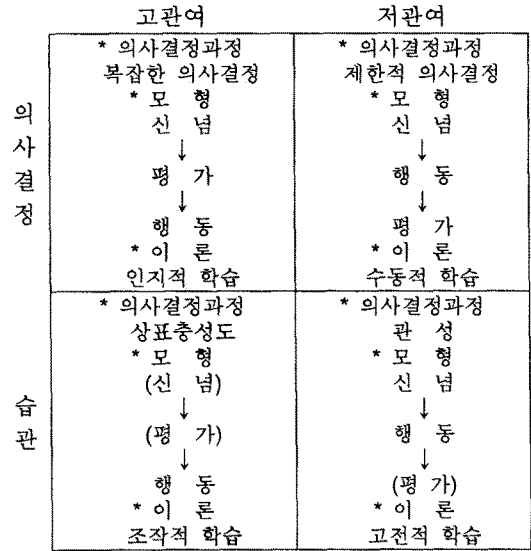 고관여 저관여
의사결정
* 의사결정과정
복잡한 의사결정
* 모 형
신 념
↓
평 가
↓
행 동
* 이 론
인지적 학습
* 의사결정과정
제한적 의사결정
* 모 형
신 념
↓
행 동
↓
평 가
* 이 론
수동적 학습
습관
* 의사결정과정
상표충성도
* 모 형
(신 념)
↓
(평 가)
↓
행 동
* 이 론
조작적 학습
* 의사결정과정
관 성
* 모 형
신 념
↓
행 동
↓
(평 가)
* 이 론
고전적 학습